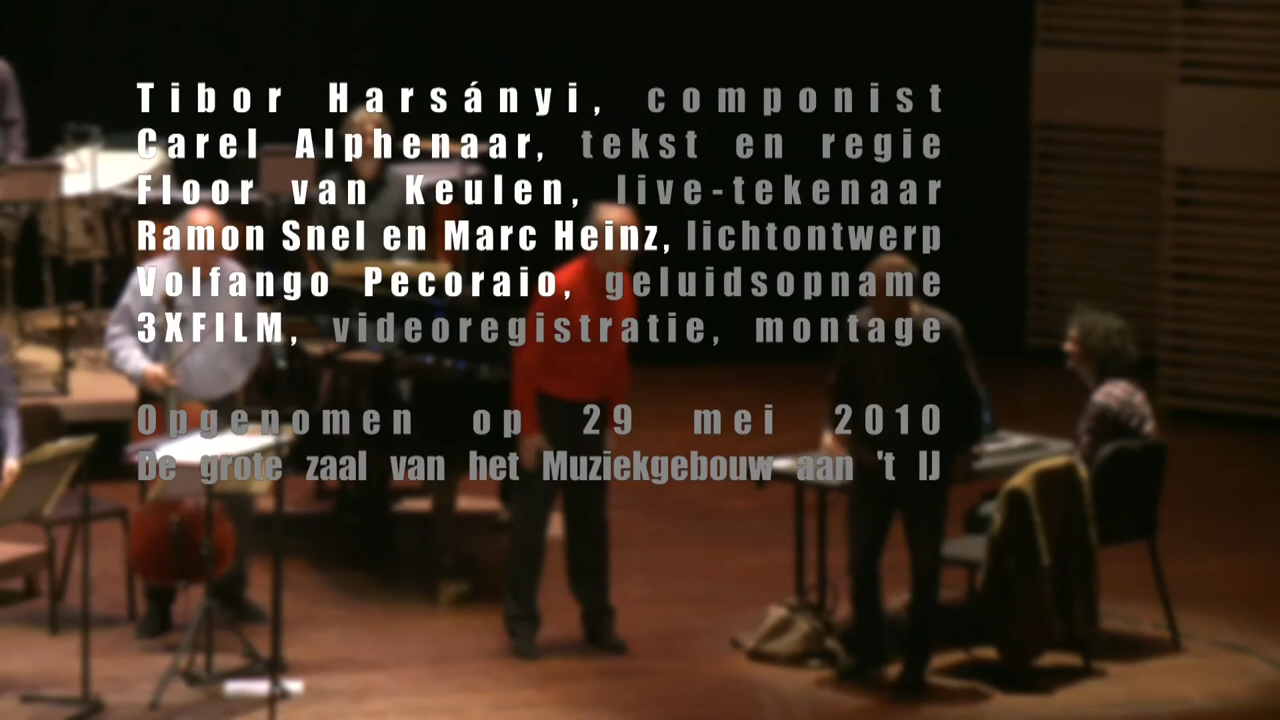 Tibor Harsányi, componist
Carel Alphenaar, tekst en regie
Floor van Keulen, live-tekenaar
Ramon Snel en Marc Heinz, lichtontwerp
Volfango Pecoraio, geluidsopname
3XFILM, videoregistratie, montage
Opgenomen op 29 mei 2010
De grote zaal van het Muziekgebouw aan 't IJ